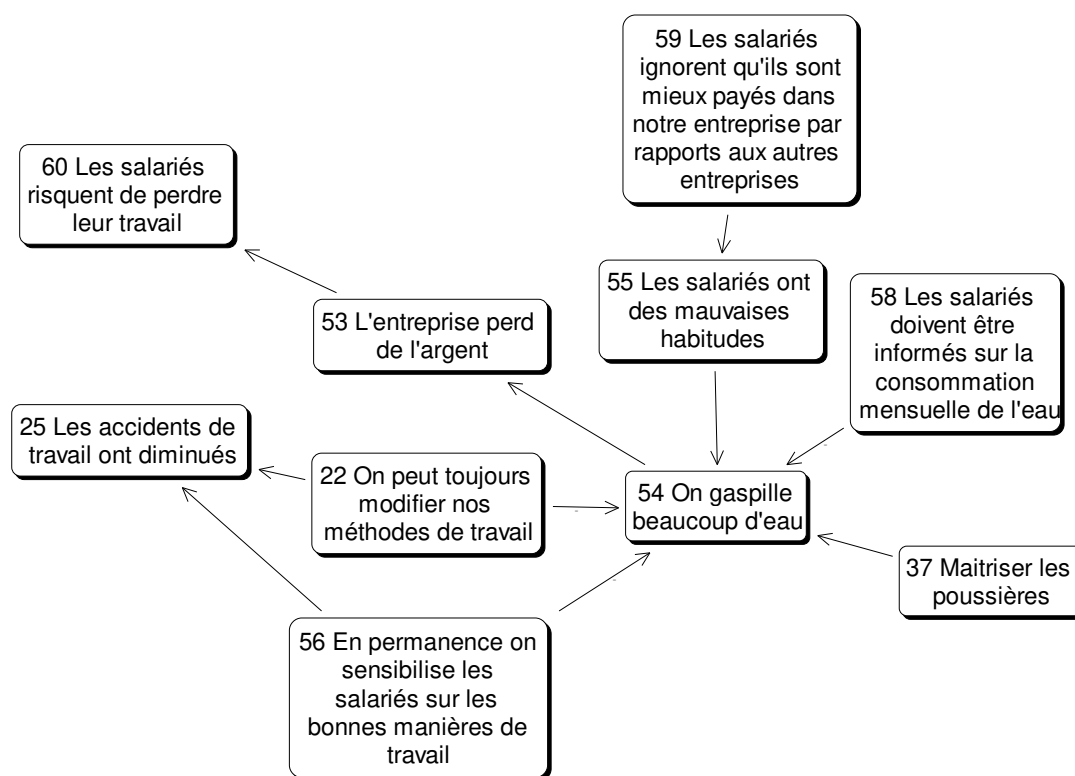 59 Les salariés
ignorent qu'ils sont
mieux payés dans
notre entreprise par
rapports aux autres
entreprises
60 Les salariés
risquent de perdre
leur travail
55 Les salariés ont
des mauvaises
habitudes
58 Les salariés
doivent être
informés sur la
consommation
mensuelle de l'eau
53 L'entreprise perd
de l'argent
25 Les accidents de
travail ont diminués
22 On peut toujours
modifier nos
méthodes de travail
54 On gaspille
beaucoup d'eau
37 Maitriser les
poussières
56 En permanence on
sensibilise les
salariés sur les
bonnes manières de
travail